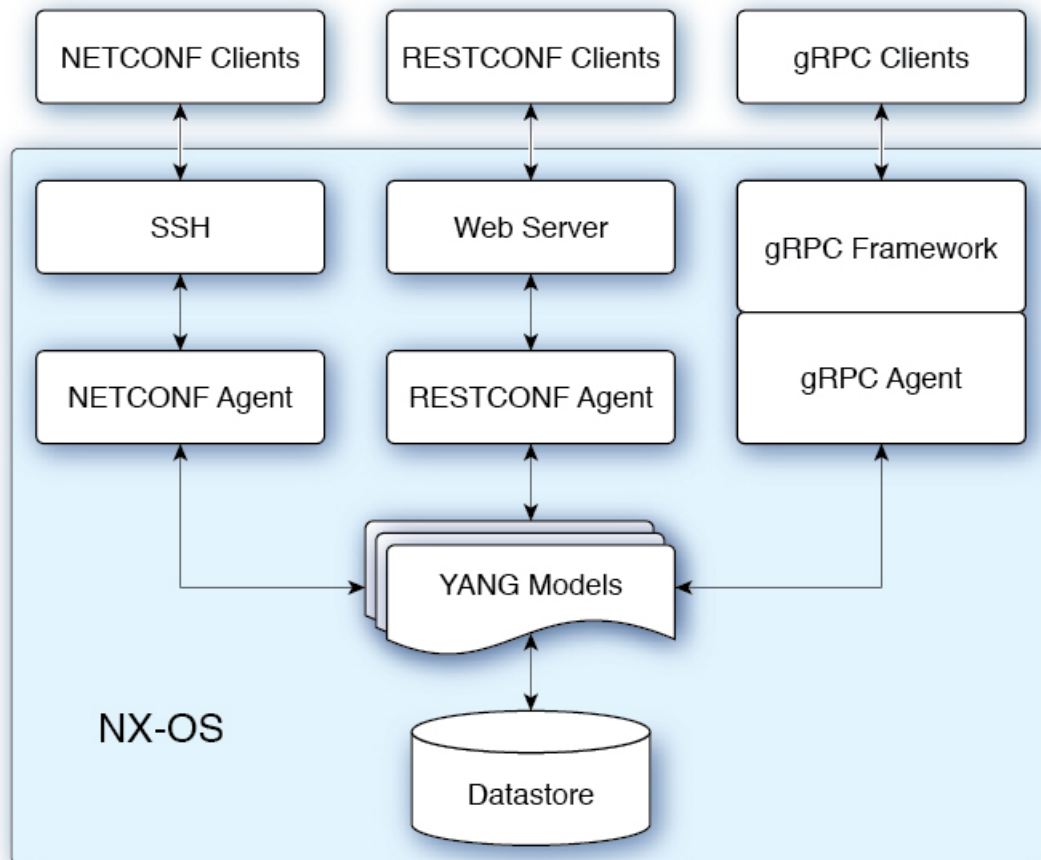 NETCONF Clients
RESTCONF Clients
gRPC Clients
SSH
Web Server
gRPC Framework
NETCONF Agent
RESTCONF Agent
gRPC Agent
YANG Models
NX-OS
Datastore